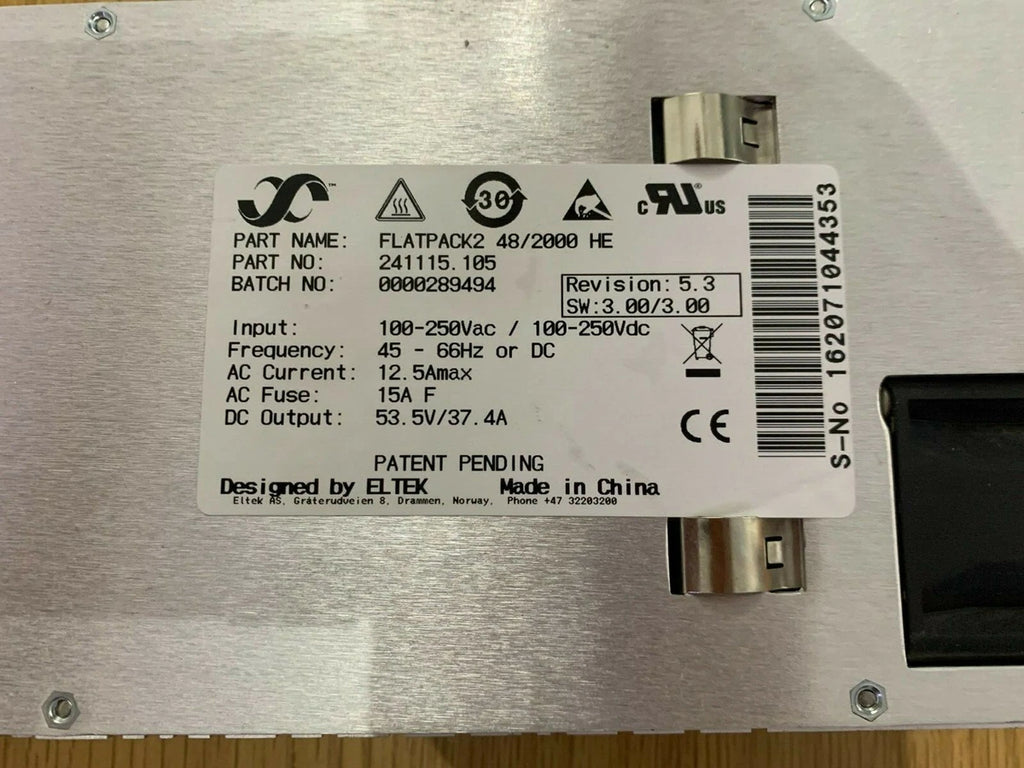 ™
30
c RU® US
PART NAME: FLATPACK2 48/2000 HE
PART NO: 241115.105
BATCH NO: 0000289494
Revision: 5.3
SW:3.00/3.00
Input: 100-250Vac / 100-250Vdc
Frequency: 45 - 66Hz or DC
AC Current: 12.5Amax
AC Fuse: 15A F
DC Output: 53.5V/37.4A
CE
PATENT PENDING
Designed by ELTEK Made in China
Eltek AS, Gråterudveien 8, Drammen, Norway, Phone +47 32203200
S-No 162071044353